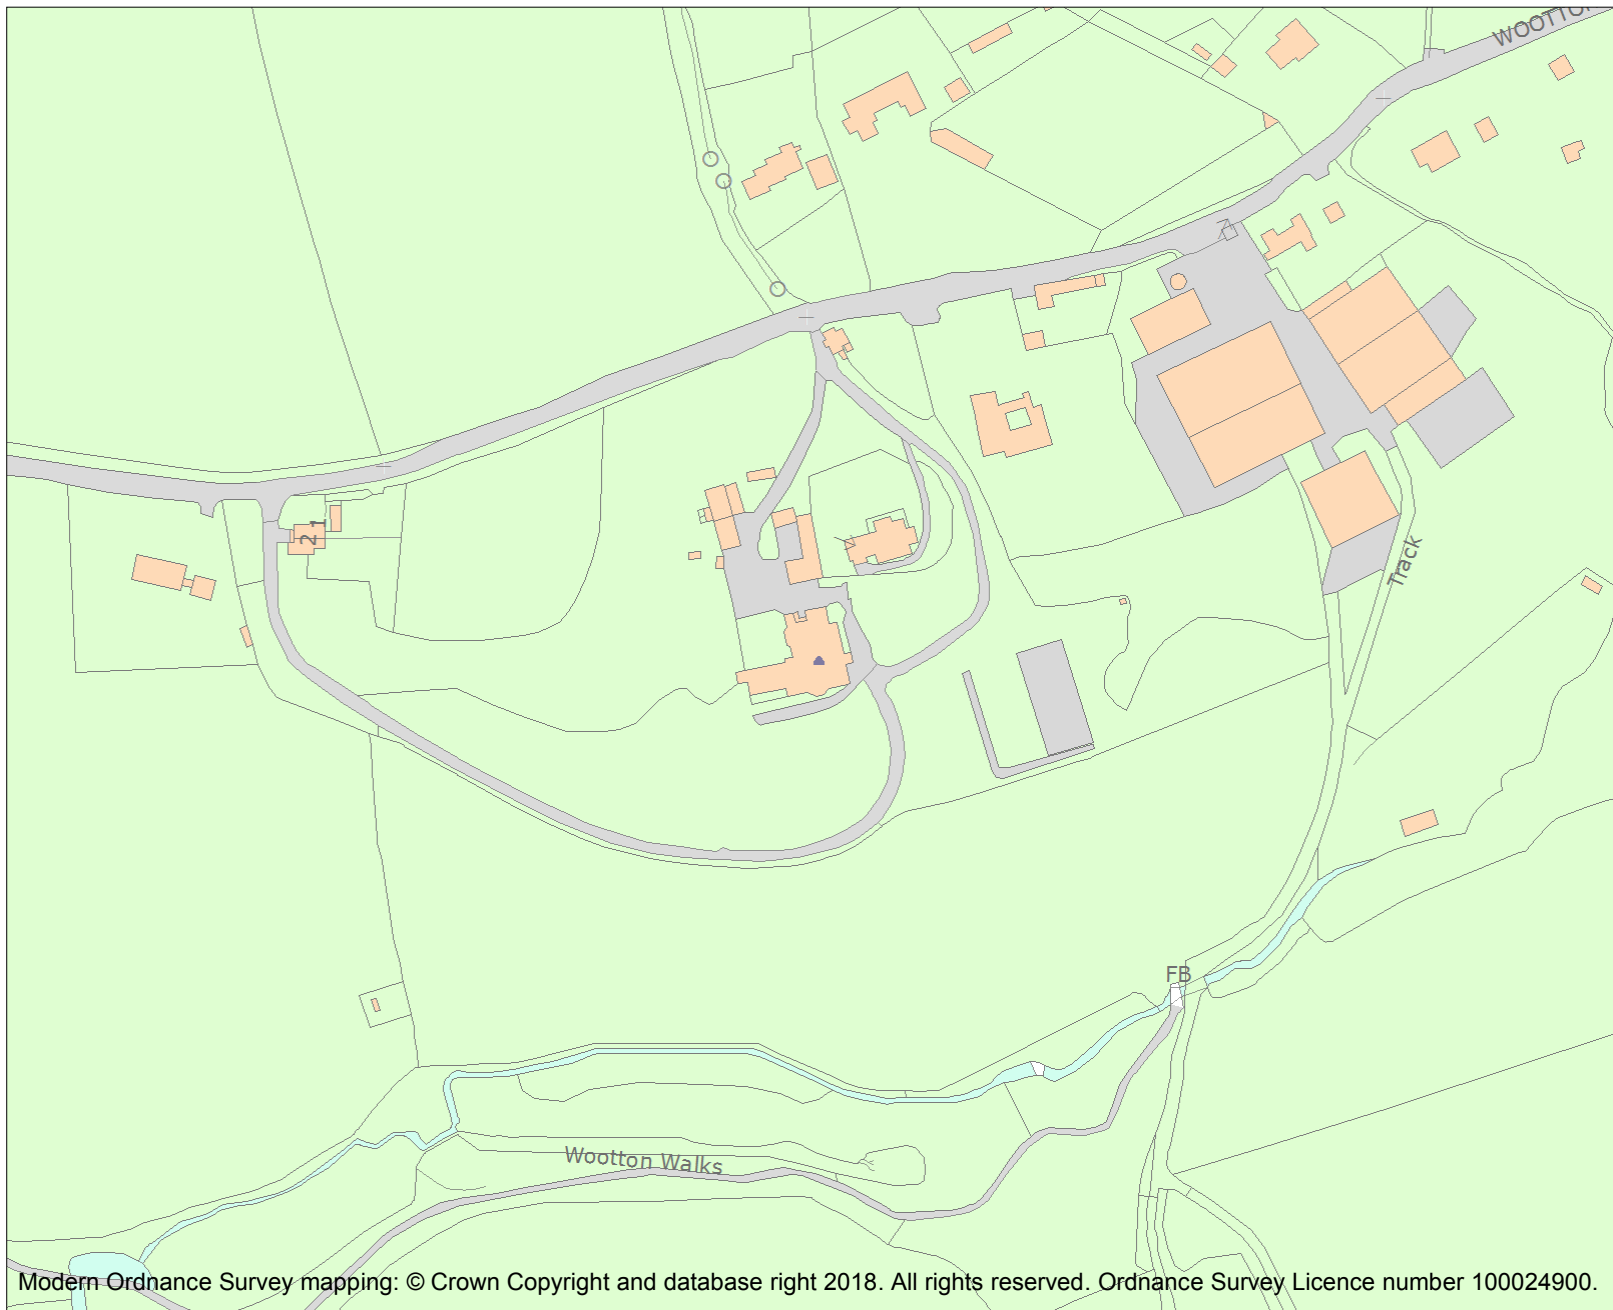 WOOTTON
2 1
Track
FB
Wootton Walks
Modern Ordnance Survey mapping: © Crown Copyright and database right 2018. All rights reserved. Ordnance Survey Licence number 100024900.